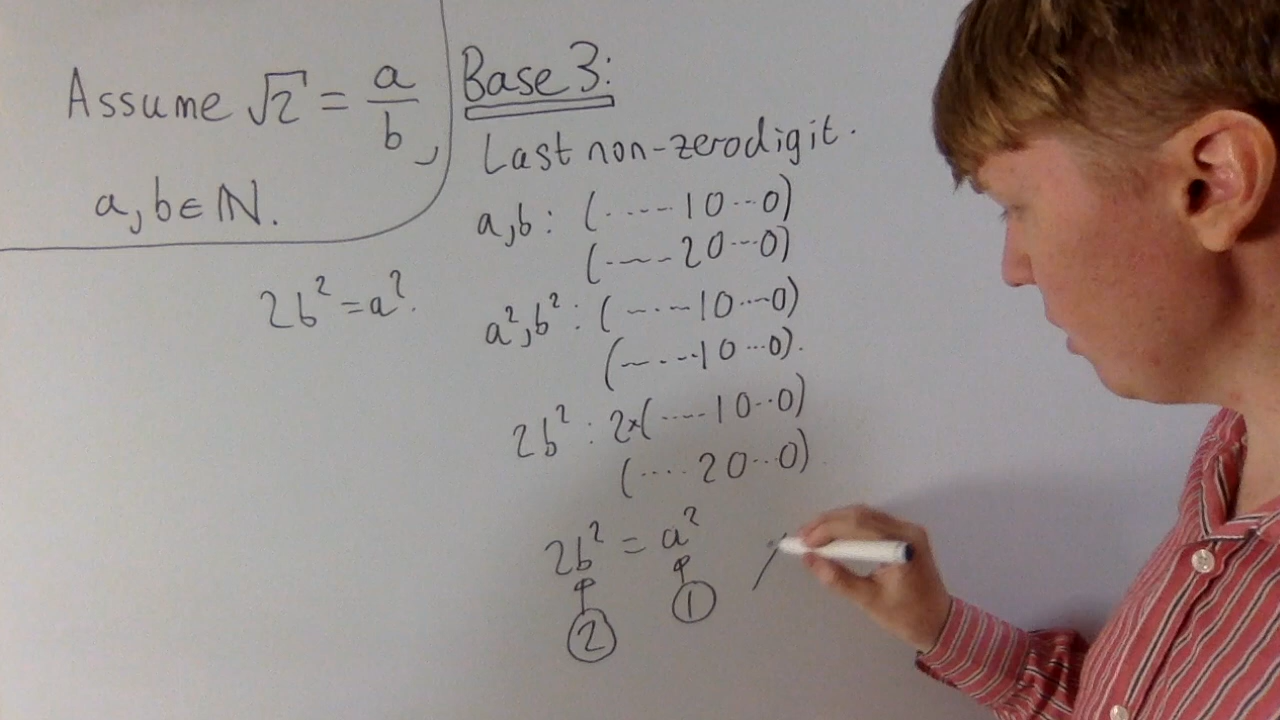 Assume √2 = a/b,
a, b ∈ ℕ.
2b² = a².
Base 3:
Last non-zero digit.
a, b: (·····10···0)
(·····20···0)
a², b²: (·····10···0)
(·····10···0).
2b²: 2×(·····10···0)
(····20···0)
2b² = a²
② ①